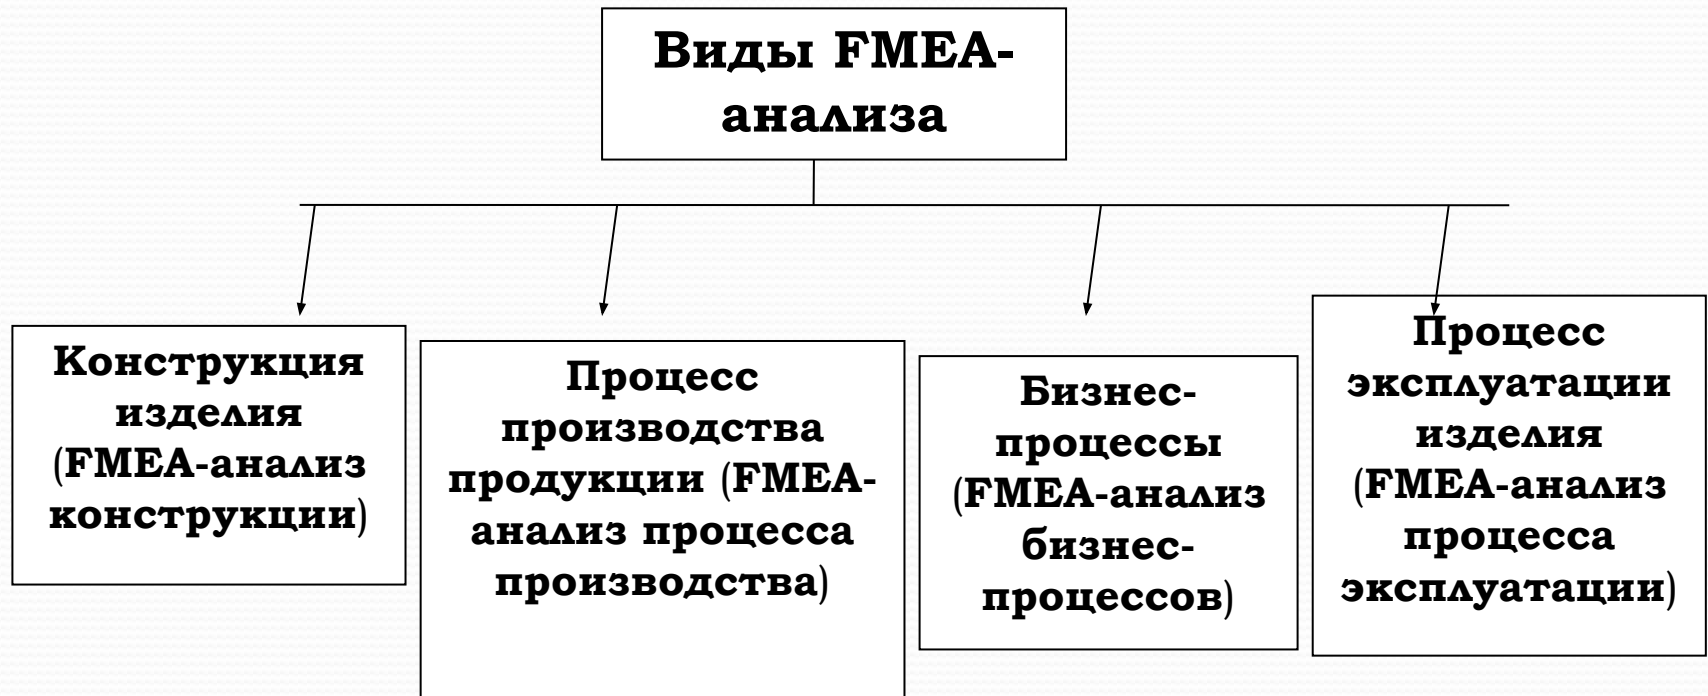 Виды FMEA-
анализа
Конструкция
изделия
(FMEA-анализ
конструкции)
Процесс
производства
продукции (FMEA-
анализ процесса
производства)
Бизнес-
процессы
(FMEA-анализ
бизнес-
процессов)
Процесс
эксплуатации
изделия
(FMEA-анализ
процесса
эксплуатации)